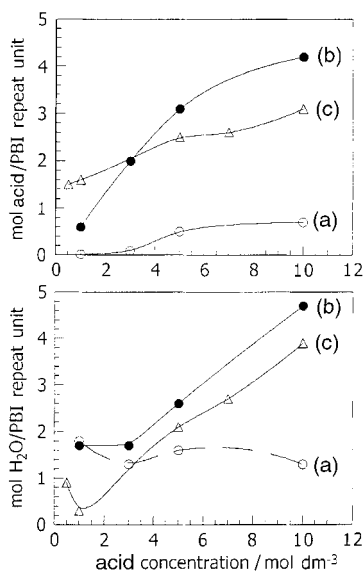 mol acid/PBI repeat unit
5
4
3
2
1
0
(b)
(c)
(a)
0 2 4 6 8 10 12
mol H₂O/PBI repeat unit
5
4
3
2
1
0
(b)
(c)
(a)
0 2 4 6 8 10 12
acid concentration / mol dm⁻³